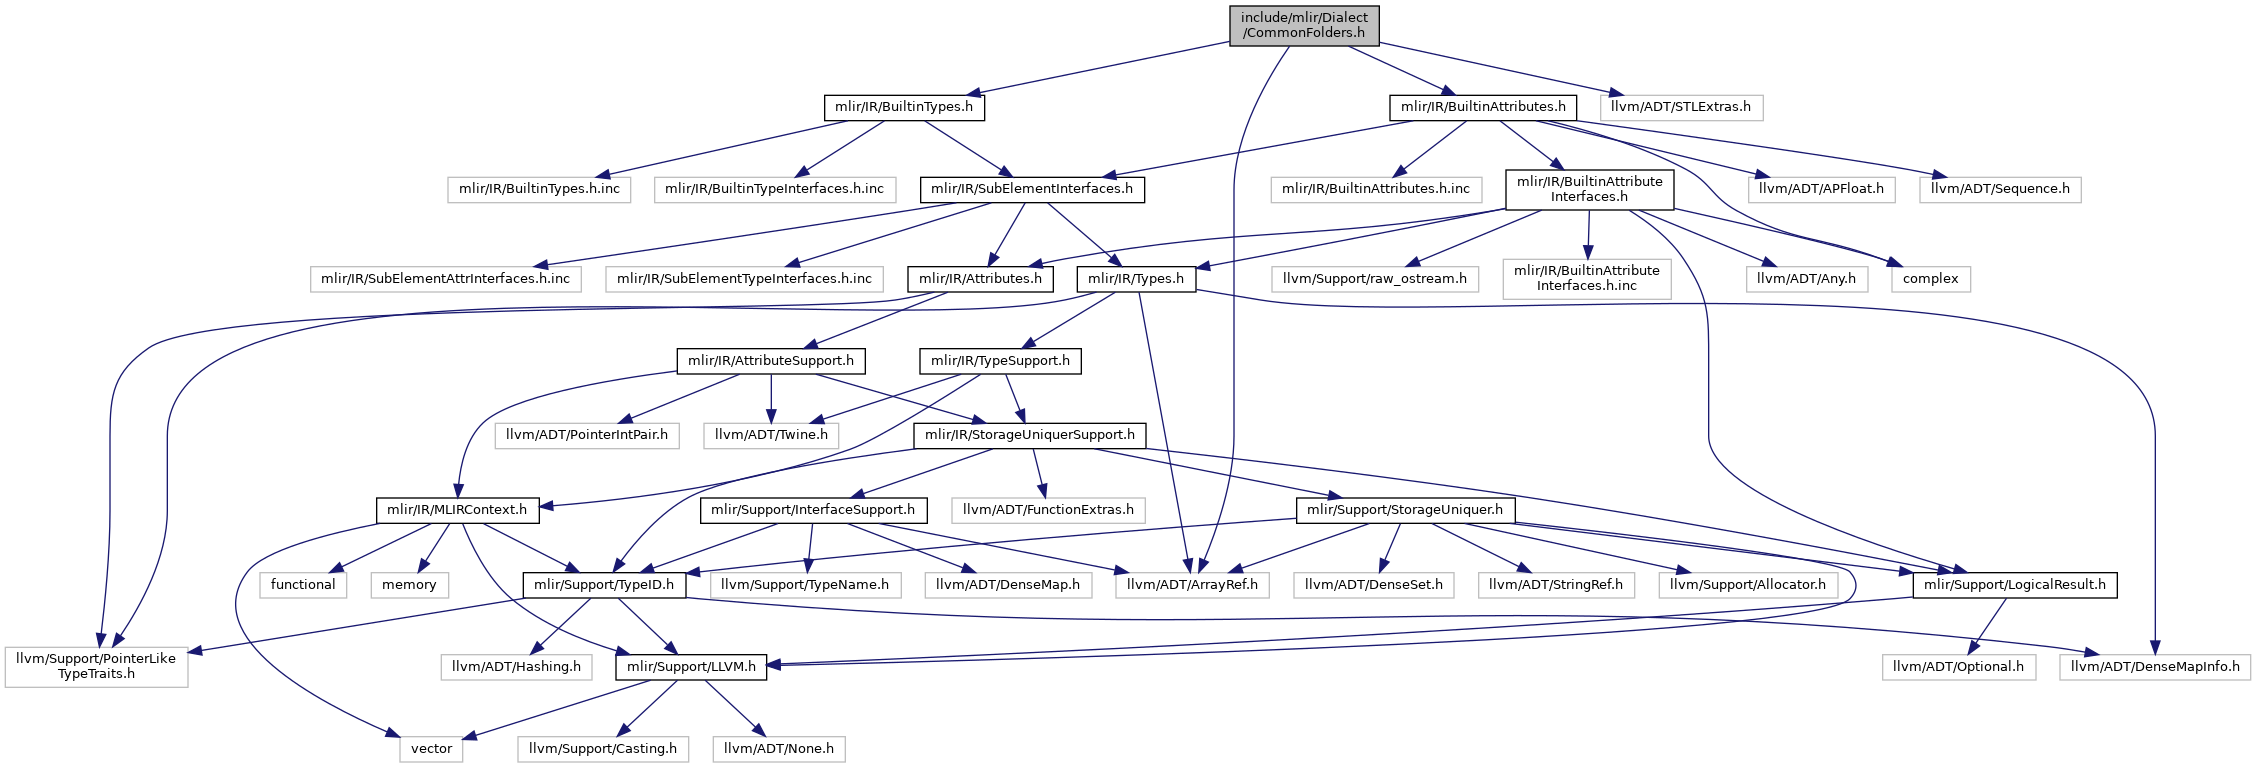 include/mlir/Dialect
/CommonFolders.h
mlir/IR/BuiltinTypes.h
mlir/IR/BuiltinAttributes.h
llvm/ADT/STLExtras.h
mlir/IR/BuiltinTypes.h.inc
mlir/IR/BuiltinTypeInterfaces.h.inc
mlir/IR/SubElementInterfaces.h
mlir/IR/BuiltinAttributes.h.inc
mlir/IR/BuiltinAttribute
Interfaces.h
llvm/ADT/APFloat.h
llvm/ADT/Sequence.h
mlir/IR/SubElementAttrInterfaces.h.inc
mlir/IR/SubElementTypeInterfaces.h.inc
mlir/IR/Attributes.h
mlir/IR/Types.h
llvm/Support/raw_ostream.h
mlir/IR/BuiltinAttribute
Interfaces.h.inc
llvm/ADT/Any.h
complex
mlir/IR/AttributeSupport.h
mlir/IR/TypeSupport.h
llvm/ADT/PointerIntPair.h
llvm/ADT/Twine.h
mlir/IR/StorageUniquerSupport.h
mlir/IR/MLIRContext.h
mlir/Support/InterfaceSupport.h
llvm/ADT/FunctionExtras.h
mlir/Support/StorageUniquer.h
functional
memory
mlir/Support/TypeID.h
llvm/Support/TypeName.h
llvm/ADT/DenseMap.h
llvm/ADT/ArrayRef.h
llvm/ADT/DenseSet.h
llvm/ADT/StringRef.h
llvm/Support/Allocator.h
mlir/Support/LogicalResult.h
llvm/Support/PointerLike
TypeTraits.h
llvm/ADT/Hashing.h
mlir/Support/LLVM.h
llvm/ADT/Optional.h
llvm/ADT/DenseMapInfo.h
vector
llvm/Support/Casting.h
llvm/ADT/None.h